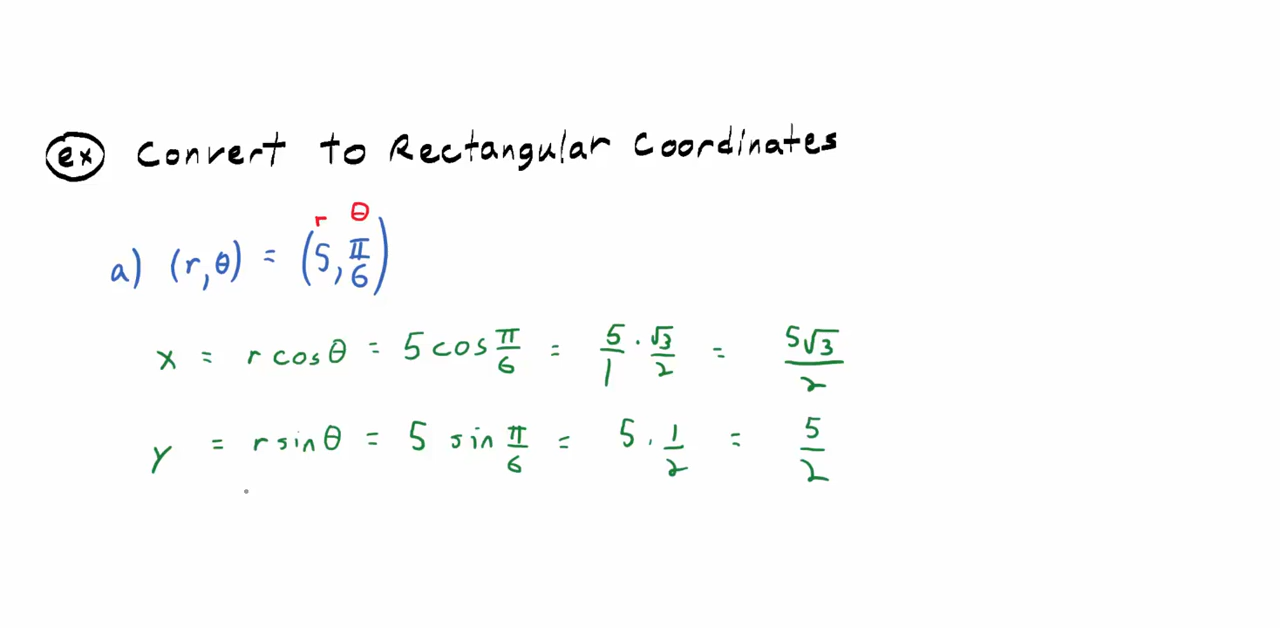 ex Convert to Rectangular Coordinates
r θ
a) (r, θ) = (5, π/6)
x = r cos θ = 5 cos π/6 = 5/1 · √3/2 = 5√3/2
y = r sin θ = 5 sin π/6 = 5 · 1/2 = 5/2